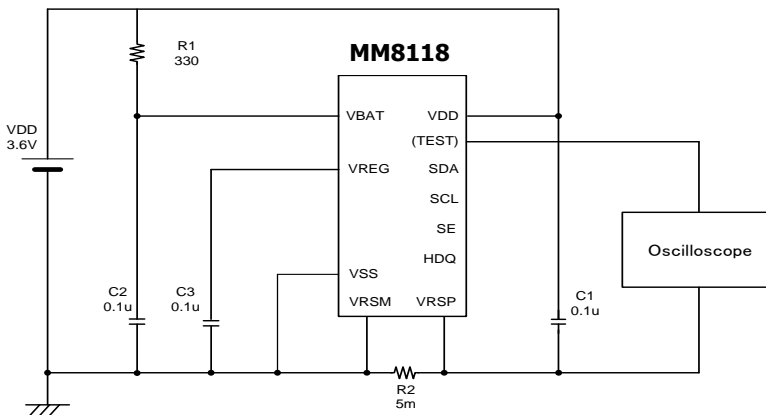 R1
330
MM8118
VDD
3.6V
VBAT
VDD
(TEST)
VREG
SDA
SCL
SE
HDQ
Oscilloscope
VSS
C2
0.1u
C3
0.1u
VRSM
VRSP
C1
0.1u
R2
5m